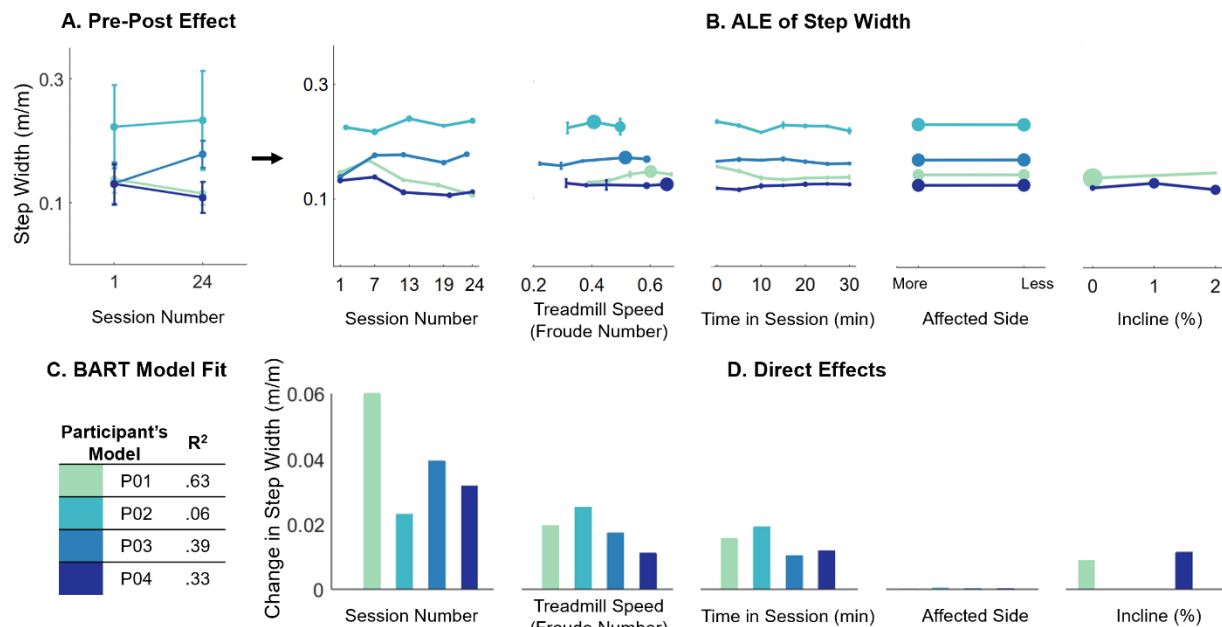 A. Pre-Post Effect
B. ALE of Step Width
Step Width (m/m)
0.3
0.1
1 24
Session Number
0.3
0.1
1 7 13 19 24
Session Number
0.2 0.4 0.6
Treadmill Speed
(Froude Number)
0 10 20 30
Time in Session (min)
More Less
Affected Side
0 1 2
Incline (%)
C. BART Model Fit
D. Direct Effects
Participant's
Model R²
P01 .63
P02 .06
P03 .39
P04 .33
Change in Step Width (m/m)
0.06
0.04
0.02
0
Session Number
Treadmill Speed
(Froude Number)
Time in Session (min)
Affected Side
Incline (%)